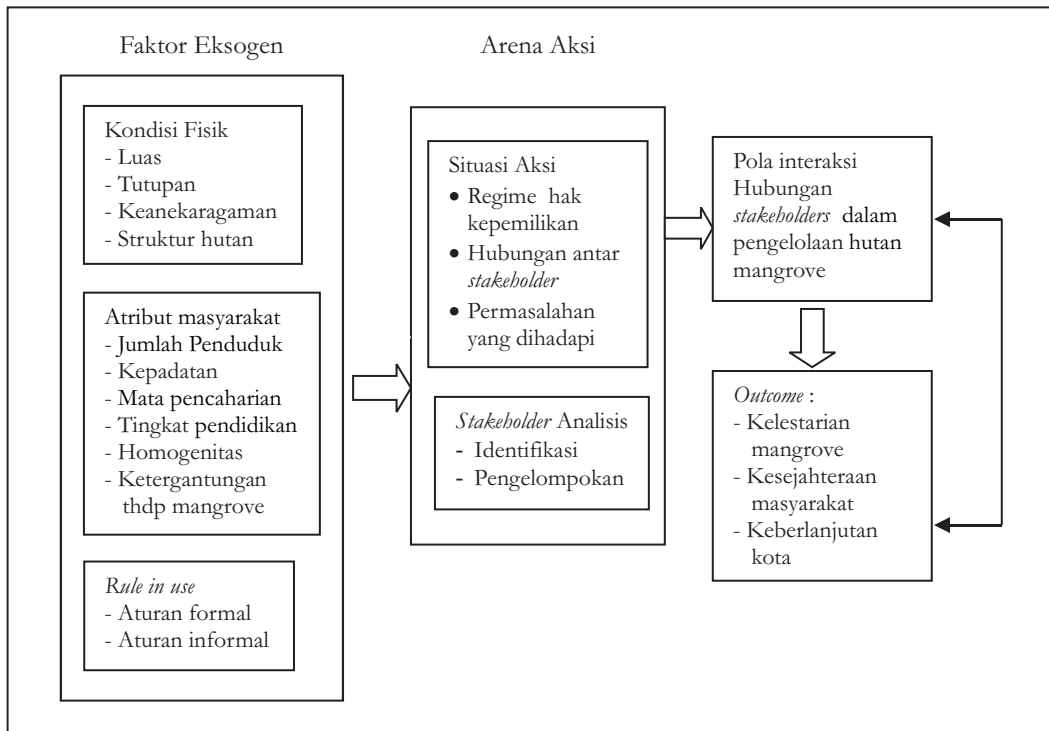 Faktor Eksogen
Kondisi Fisik
- Luas
- Tutupan
- Keanekaragaman
- Struktur hutan
Atribut masyarakat
- Jumlah Penduduk
- Kepadatan
- Mata pencaharian
- Tingkat pendidikan
- Homogenitas
- Ketergantungan
thdp mangrove
Rule in use
- Aturan formal
- Aturan informal
Arena Aksi
Situasi Aksi
• Regime hak
kepemilikan
• Hubungan antar
stakeholder
• Permasalahan
yang dihadapi
Stakeholder Analisis
- Identifikasi
- Pengelompokan
Pola interaksi
Hubungan
stakeholders dalam
pengelolaan hutan
mangrove
Outcome :
- Kelestarian
mangrove
- Kesejahteraan
masyarakat
- Keberlanjutan
kota